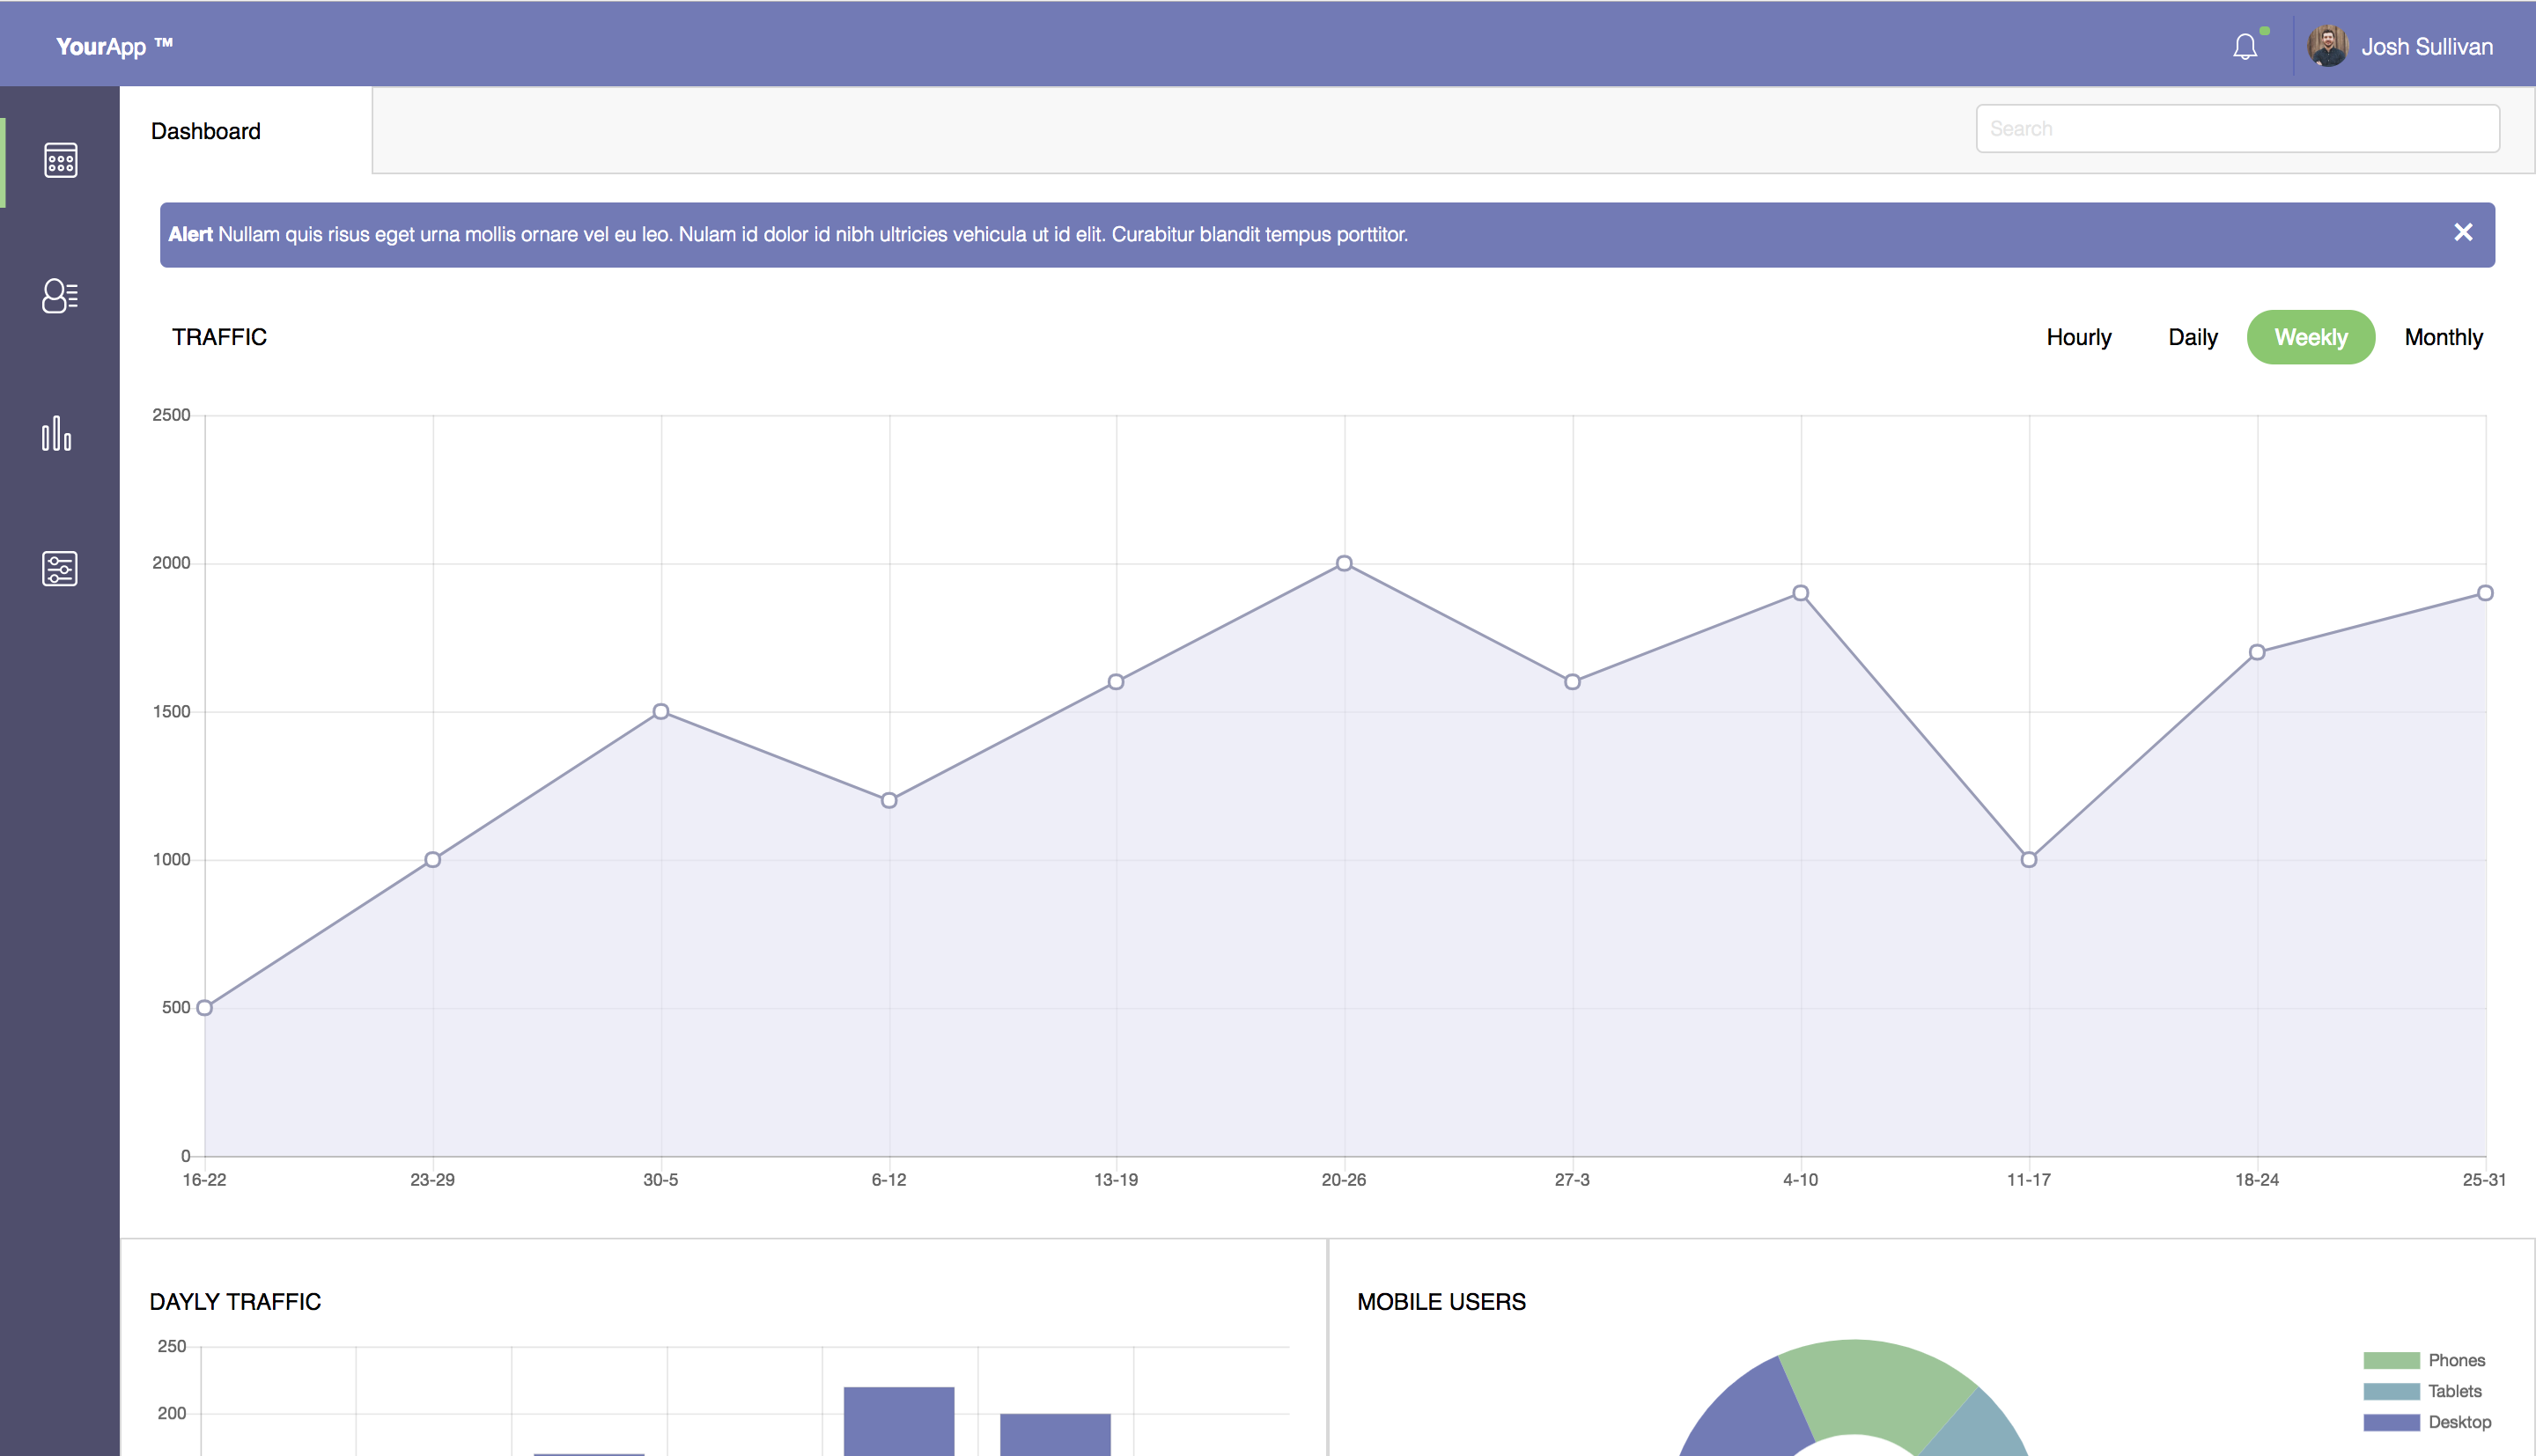 YourApp ™
Josh Sullivan
Dashboard
Search
Alert Nullam quis risus eget urna mollis ornare vel eu leo. Nulam id dolor id nibh ultricies vehicula ut id elit. Curabitur blandit tempus porttitor.
×
TRAFFIC
Hourly Daily Weekly Monthly
2500
2000
1500
1000
500
0
16-22 23-29 30-5 6-12 13-19 20-26 27-3 4-10 11-17 18-24 25-31
DAYLY TRAFFIC
250
200
MOBILE USERS
Phones
Tablets
Desktop